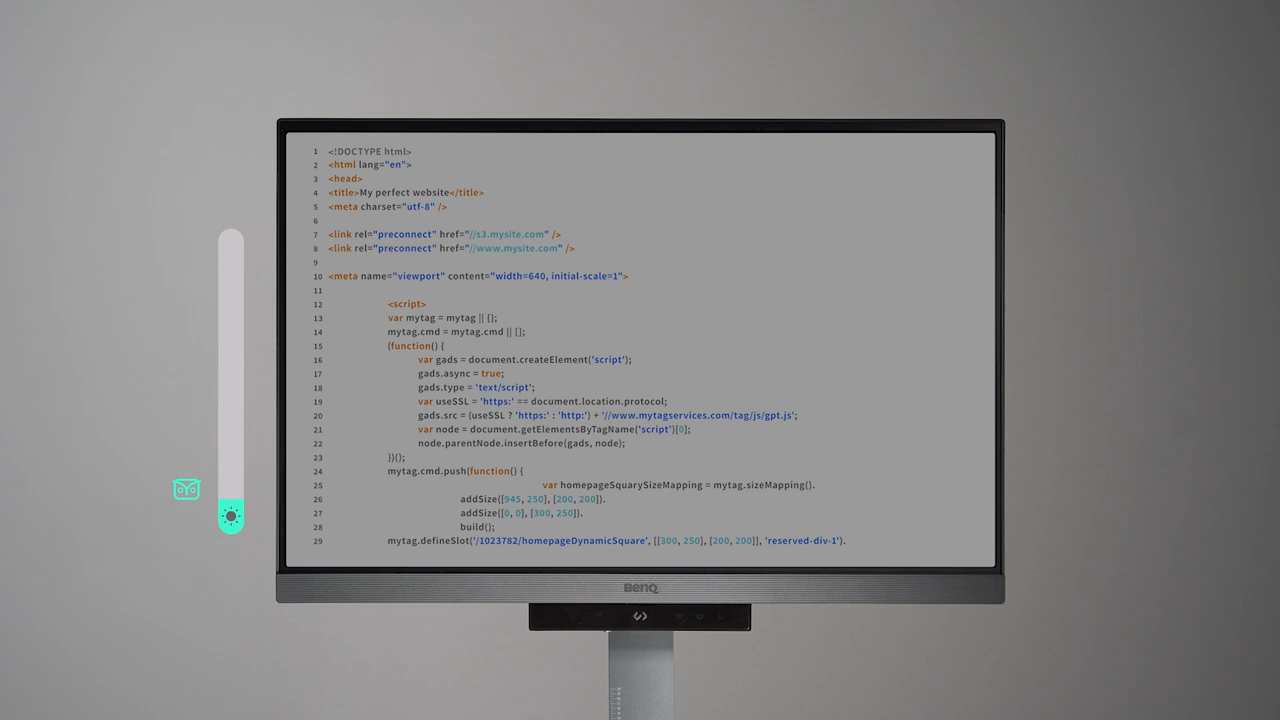 1 <!DOCTYPE html>
2 <html lang="en">
3 <head>
4 <title>My perfect website</title>
5 <meta charset="utf-8" />
6
7 <link rel="preconnect" href="//s3.mysite.com" />
8 <link rel="preconnect" href="//www.mysite.com" />
9
10 <meta name="viewport" content="width=640, initial-scale=1">
11
12 <script>
13 var mytag = mytag || {};
14 mytag.cmd = mytag.cmd || [];
15 (function() {
16 var gads = document.createElement('script');
17 gads.async = true;
18 gads.type = 'text/script';
19 var useSSL = 'https:' == document.location.protocol;
20 gads.src = (useSSL ? 'https:' : 'http:') + '//www.mytagservices.com/tag/js/gpt.js';
21 var node = document.getElementsByTagName('script')[0];
22 node.parentNode.insertBefore(gads, node);
23 })();
24 mytag.cmd.push(function() {
25 var homepageSquarySizeMapping = mytag.sizeMapping().
26 addSize([945, 250], [200, 200]).
27 addSize([0, 0], [300, 250]).
28 build();
29 mytag.defineSlot('/1023782/homepageDynamicSquare', [[300, 250], [200, 200]], 'reserved-div-1').
BenQ